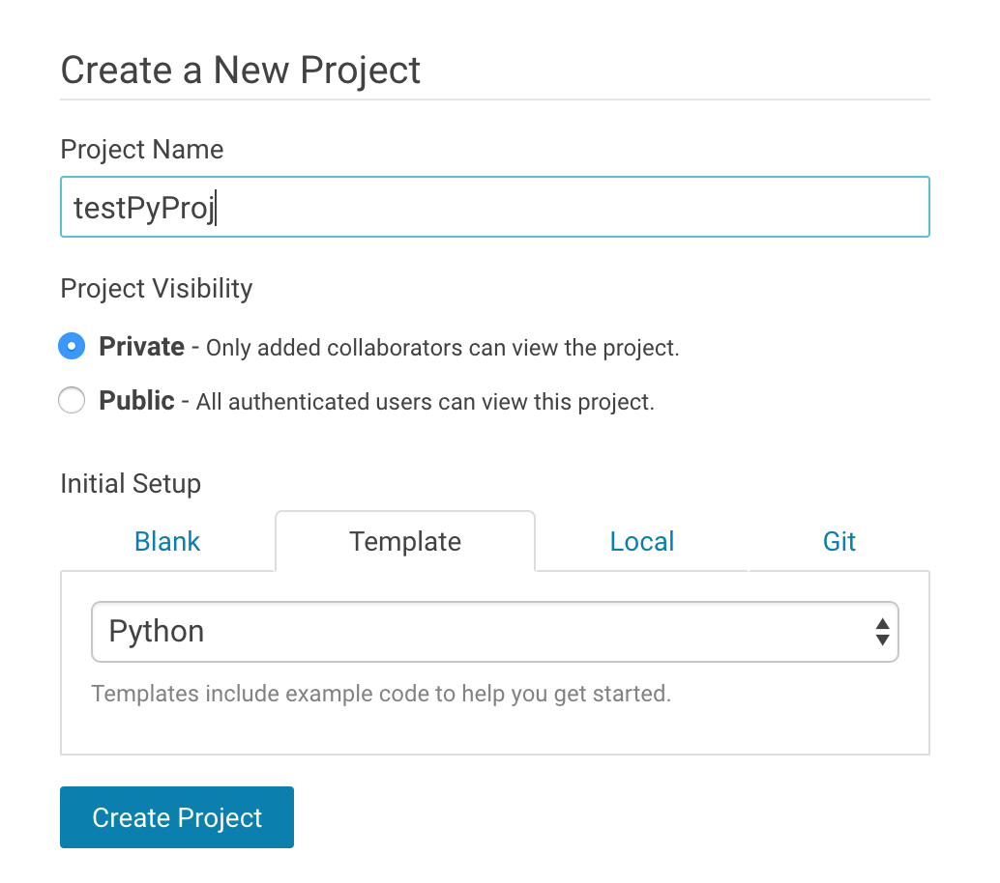 Create a New Project
Project Name
testPyProj
Project Visibility
Private - Only added collaborators can view the project.
Public - All authenticated users can view this project.
Initial Setup
Blank Template Local Git
Python
Templates include example code to help you get started.
Create Project